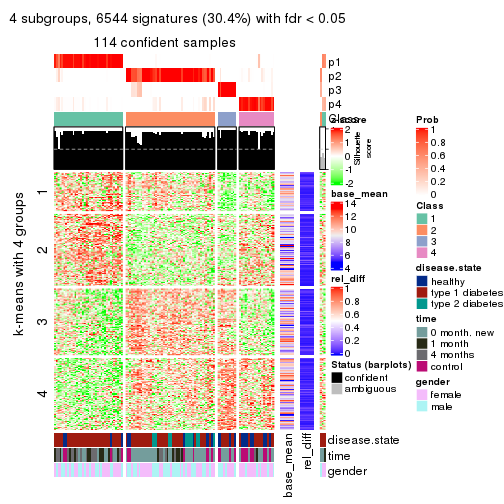 4 subgroups, 6544 signatures (30.4%) with fdr < 0.05
114 confident samples
p1
p2
p3
p4
Class
Silhouette
score
1
2
3
4
k-means with 4 groups
base_mean
rel_diff
disease.state
time
gender
z-score
2
1
0
-1
-2
base_mean
14
12
10
8
6
4
rel_diff
1
0.8
0.6
0.4
0.2
0
Status (barplots)
confident
ambiguous
Prob
1
0.8
0.6
0.4
0.2
0
Class
1
2
3
4
disease.state
healthy
type 1 diabetes
type 2 diabetes
time
0 month. new
1 month
4 months
control
gender
female
male